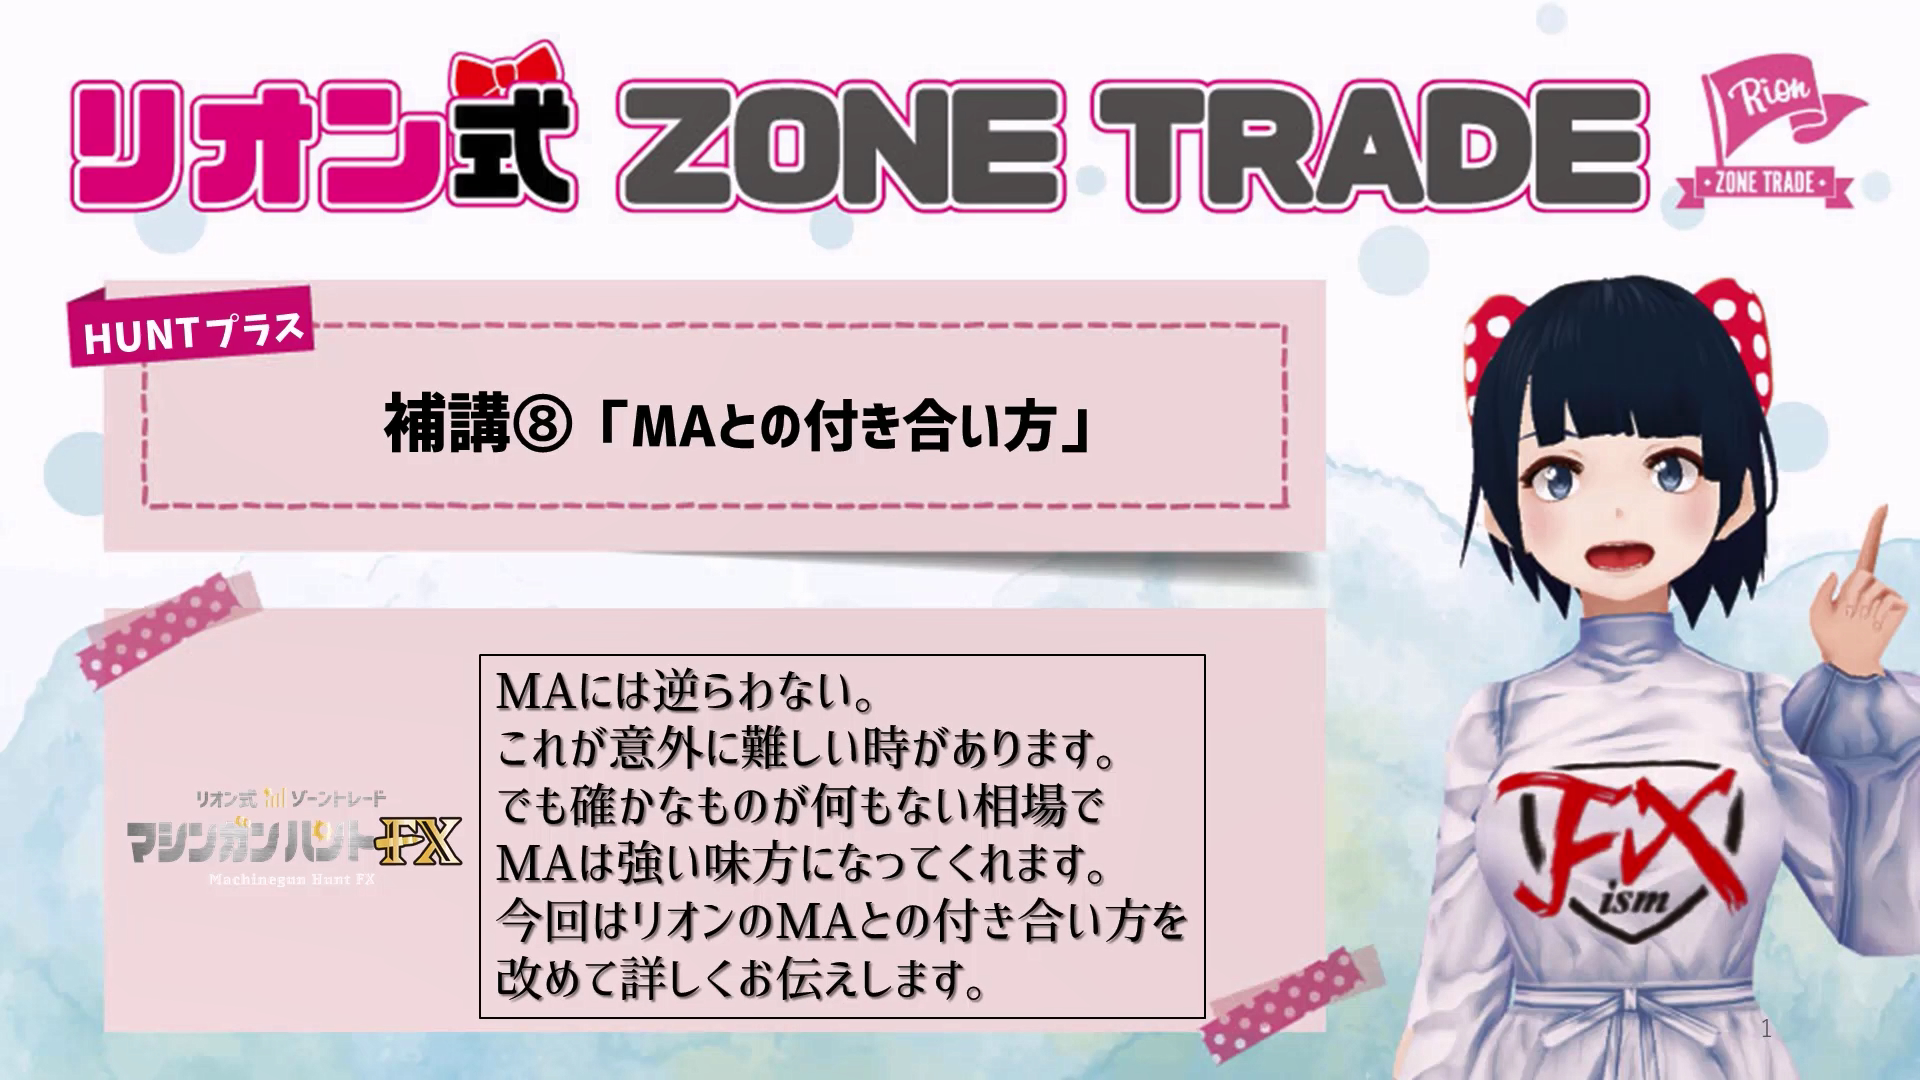 リオン式 ZONE TRADE
Rion
・ZONE TRADE・
HUNTプラス
補講⑧「MAとの付き合い方」
MAには逆らわない。
これが意外に難しい時があります。
でも確かなものが何もない相場で
MAは強い味方になってくれます。
今回はリオンのMAとの付き合い方を
改めて詳しくお伝えします。
リオン式 ゾーントレード
マシンガンハントFX
Machinegun Hunt FX
FX
ism
1